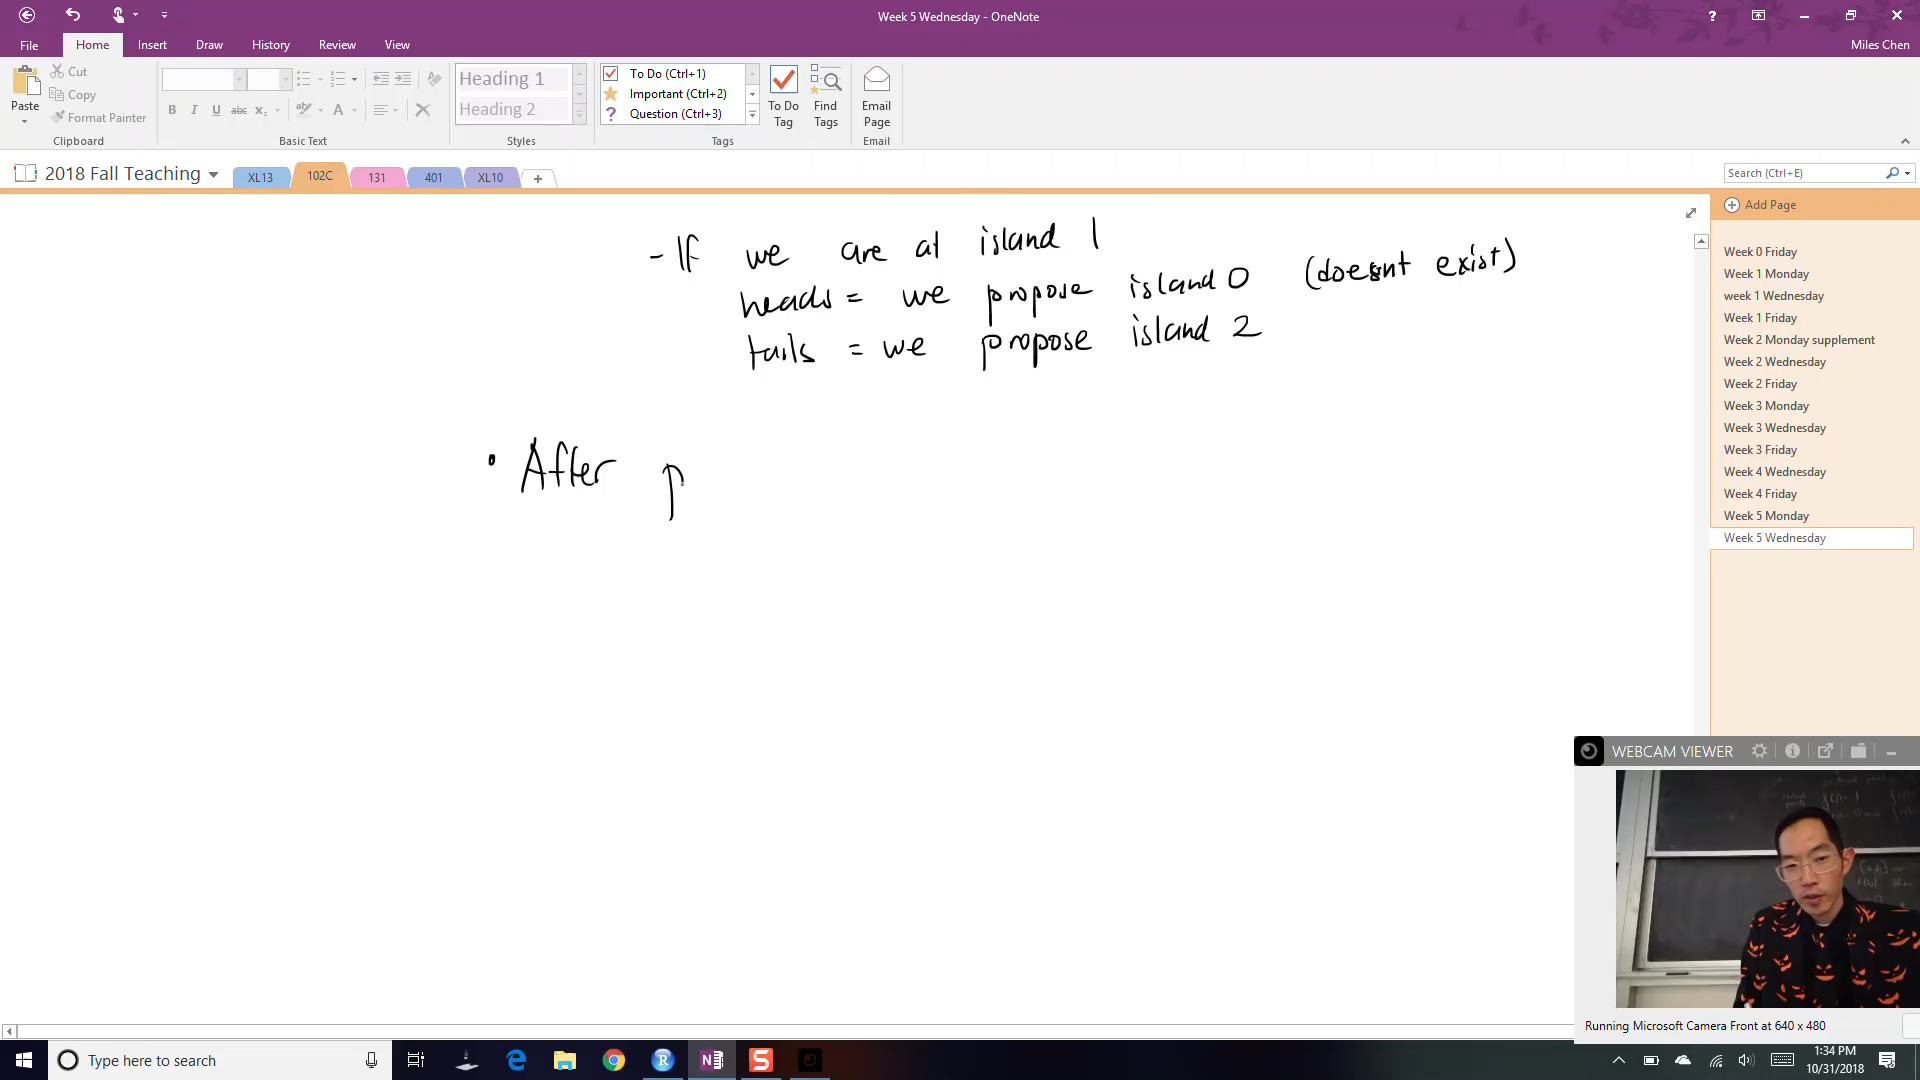 Week 5 Wednesday - OneNote
?
File
Home
Insert
Draw
History
Review
View
Miles Chen
Paste
Cut
Copy
Format Painter
Clipboard
B I U abc x₂ A
Basic Text
Heading 1
Heading 2
Styles
To Do (Ctrl+1)
Important (Ctrl+2)
? Question (Ctrl+3)
To Do Tag
Find Tags
Tags
Email Page
Email
2018 Fall Teaching
XL13
102C
131
401
XL10
Search (Ctrl+E)
Add Page
Week 0 Friday
Week 1 Monday
week 1 Wednesday
Week 1 Friday
Week 2 Monday supplement
Week 2 Wednesday
Week 2 Friday
Week 3 Monday
Week 3 Wednesday
Week 3 Friday
Week 4 Wednesday
Week 4 Friday
Week 5 Monday
Week 5 Wednesday
- If we are at island 1
heads = we propose island 0 (doesnt exist)
tails = we propose island 2
• After p
WEBCAM VIEWER
Running Microsoft Camera Front at 640 x 480
Type here to search
1:34 PM
10/31/2018